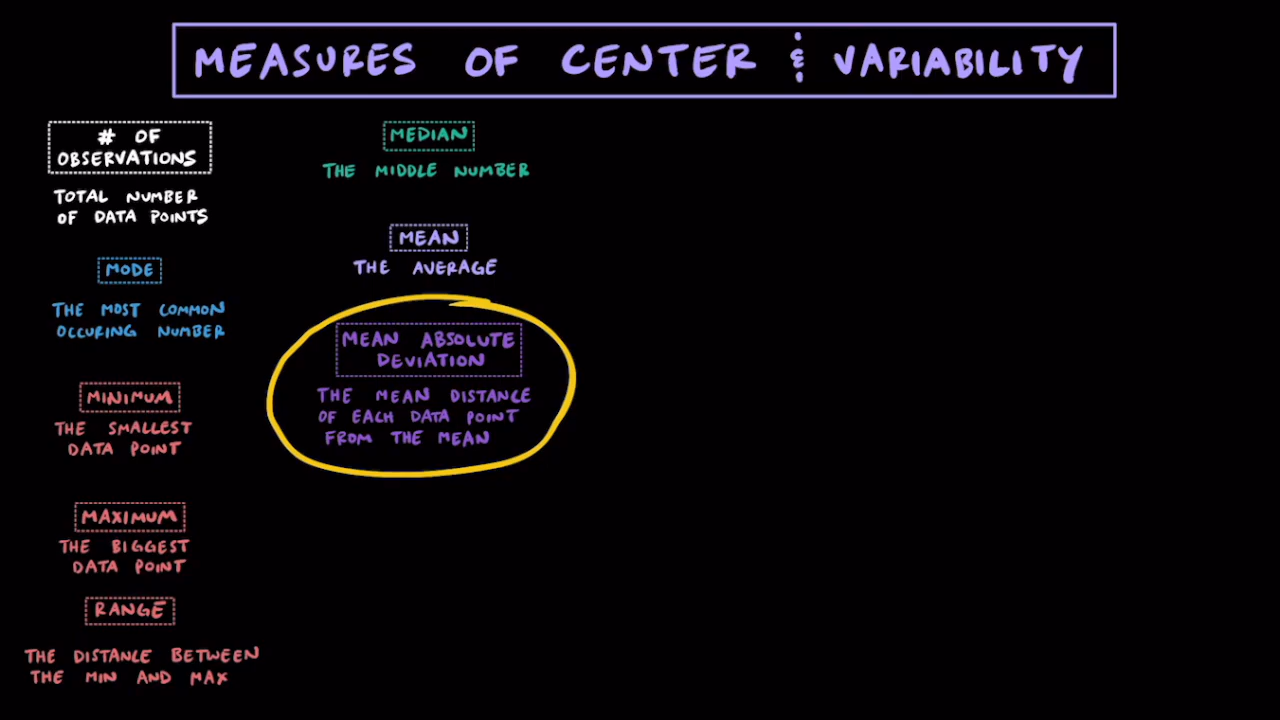 MEASURES OF CENTER & VARIABILITY
# OF
OBSERVATIONS
TOTAL NUMBER
OF DATA POINTS
MODE
THE MOST COMMON
OCCURING NUMBER
MINIMUM
THE SMALLEST
DATA POINT
MAXIMUM
THE BIGGEST
DATA POINT
RANGE
THE DISTANCE BETWEEN
THE MIN AND MAX
MEDIAN
THE MIDDLE NUMBER
MEAN
THE AVERAGE
MEAN ABSOLUTE
DEVIATION
THE MEAN DISTANCE
OF EACH DATA POINT
FROM THE MEAN